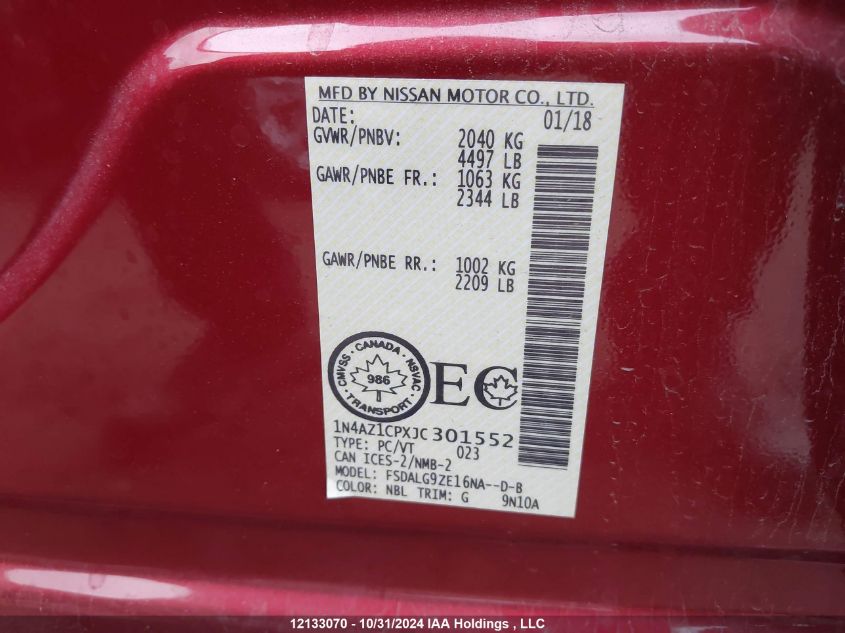 MFD BY NISSAN MOTOR CO., LTD.
DATE: 01/18
GVWR/PNBV: 2040 KG
4497 LB
GAWR/PNBE FR.: 1063 KG
2344 LB
GAWR/PNBE RR.: 1002 KG
2209 LB
CMVSS · CANADA · NSVAC
986
TRANSPORT
EC
1N4AZ1CPXJC301552
TYPE: PC/VT 023
CAN ICES-2/NMB-2
MODEL: FSDALG9ZE16NA--D-B
COLOR: NBL TRIM: G 9N10A
12133070 - 10/31/2024 IAA Holdings , LLC